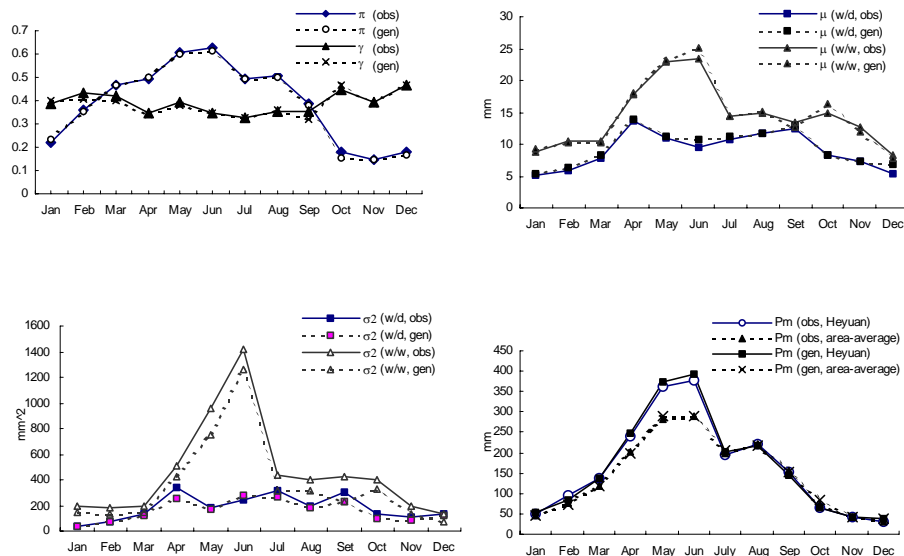 π (obs)
π (gen)
γ (obs)
γ (gen)
0.7
0.6
0.5
0.4
0.3
0.2
0.1
0
Jan Feb Mar Apr May Jun Jul Aug Sep Oct Nov Dec
μ (w/d, obs)
μ (w/d, gen)
μ (w/w, obs)
μ (w/w, gen)
mm
30
25
20
15
10
5
0
Jan Feb Mar Apr May Jun July Aug Set Oct Nov Dec
σ2 (w/d, obs)
σ2 (w/d, gen)
σ2 (w/w, obs)
σ2 (w/w, gen)
mm^2
1600
1400
1200
1000
800
600
400
200
0
Jan Feb Mar Apr May Jun Jul Aug Set Oct Nov Dec
Pm (obs, Heyuan)
Pm (obs, area-average)
Pm (gen, Heyuan)
Pm (gen, area-average)
mm
450
400
350
300
250
200
150
100
50
0
Jan Feb Mar Apr May Jun July Aug Sep Oct Nov Dec